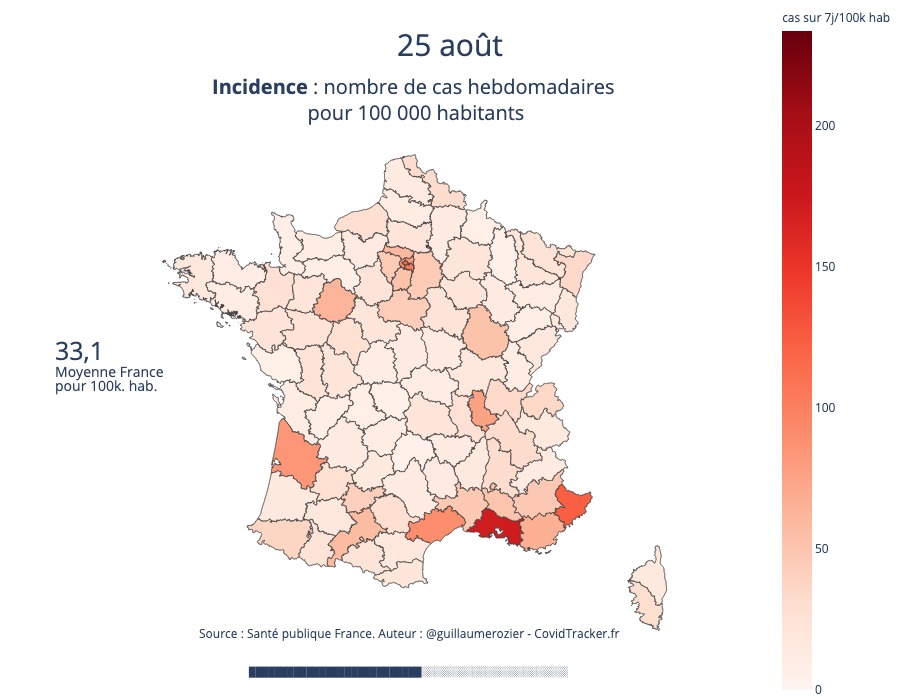 cas sur 7j/100k hab
25 août
Incidence : nombre de cas hebdomadaires
pour 100 000 habitants
200
150
33,1
Moyenne France
pour 100k. hab.
100
50
Source : Santé publique France. Auteur : @guillaumerozier - CovidTracker.fr
0